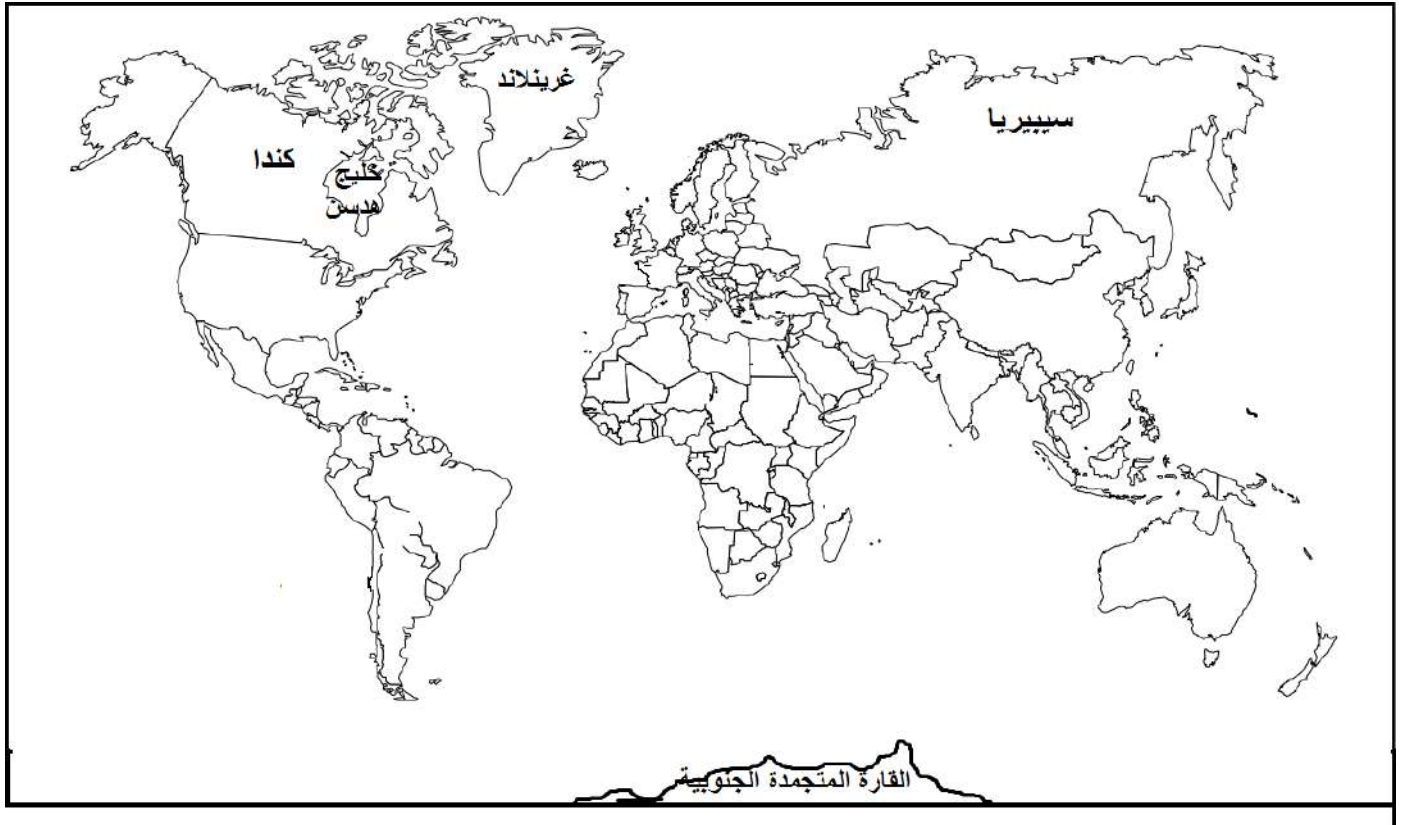 غرينلاند
سيبيريا
كندا
خليج
هدسن
القارة المتجمدة الجنوبية